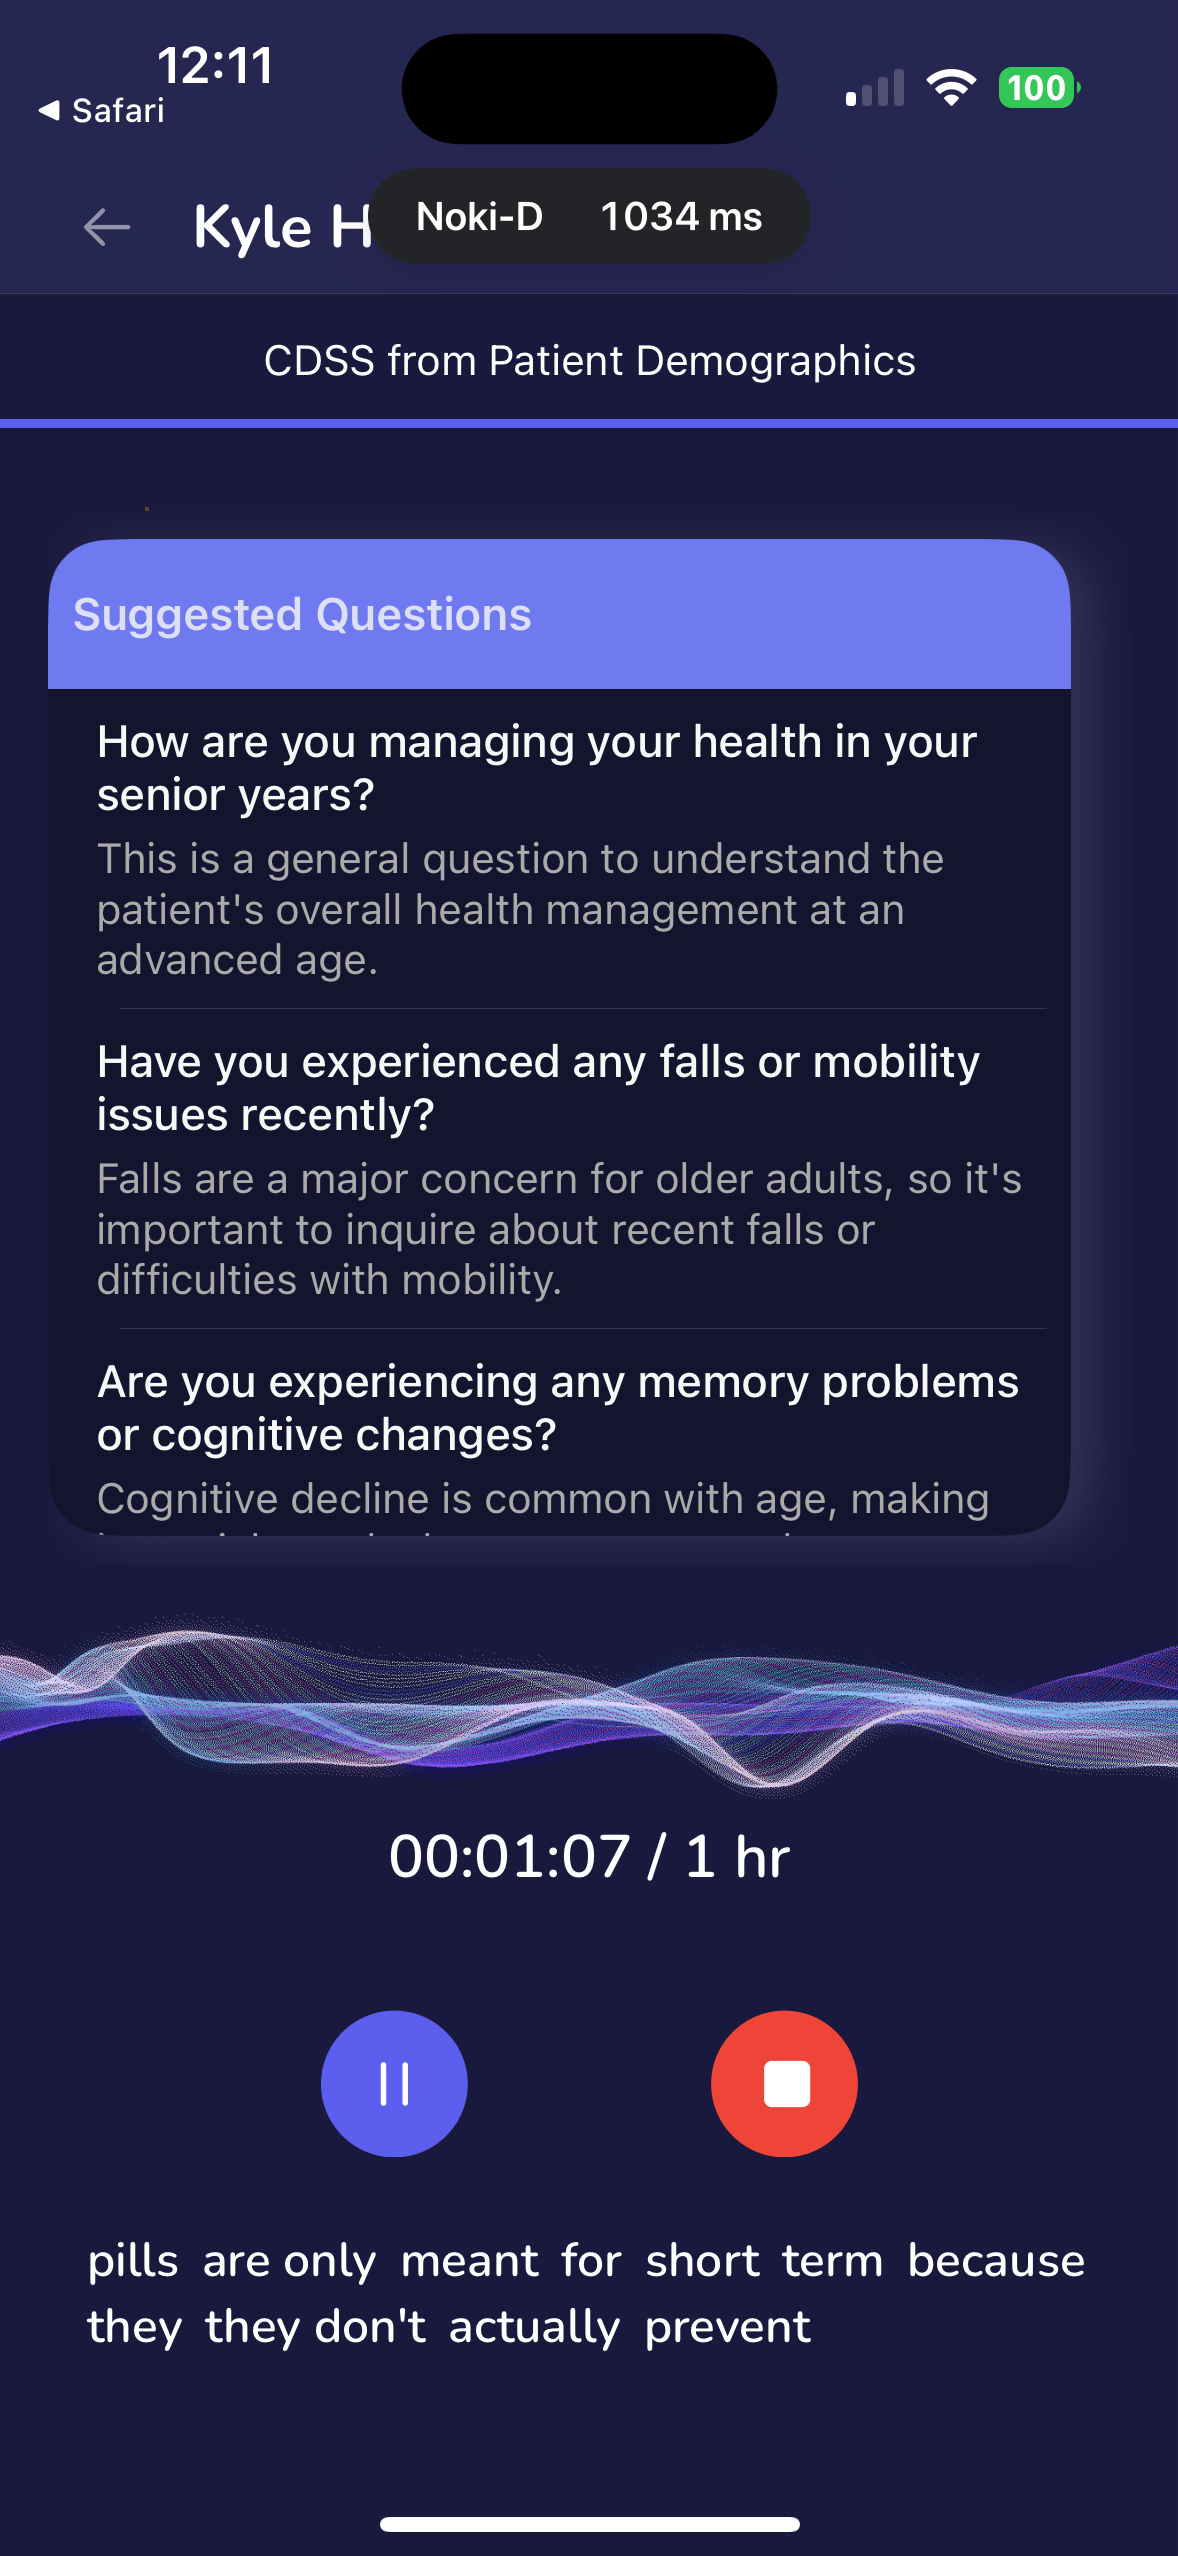 12:11
Safari
100
Noki-D 1034 ms
Kyle H
CDSS from Patient Demographics
Suggested Questions
How are you managing your health in your
senior years?
This is a general question to understand the
patient's overall health management at an
advanced age.
Have you experienced any falls or mobility
issues recently?
Falls are a major concern for older adults, so it's
important to inquire about recent falls or
difficulties with mobility.
Are you experiencing any memory problems
or cognitive changes?
Cognitive decline is common with age, making
00:01:07 / 1 hr
pills are only meant for short term because
they they don't actually prevent